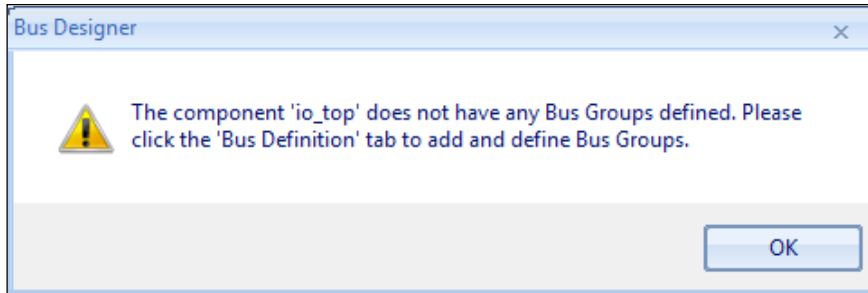 Bus Designer
The component 'io_top' does not have any Bus Groups defined. Please
click the 'Bus Definition' tab to add and define Bus Groups.
OK